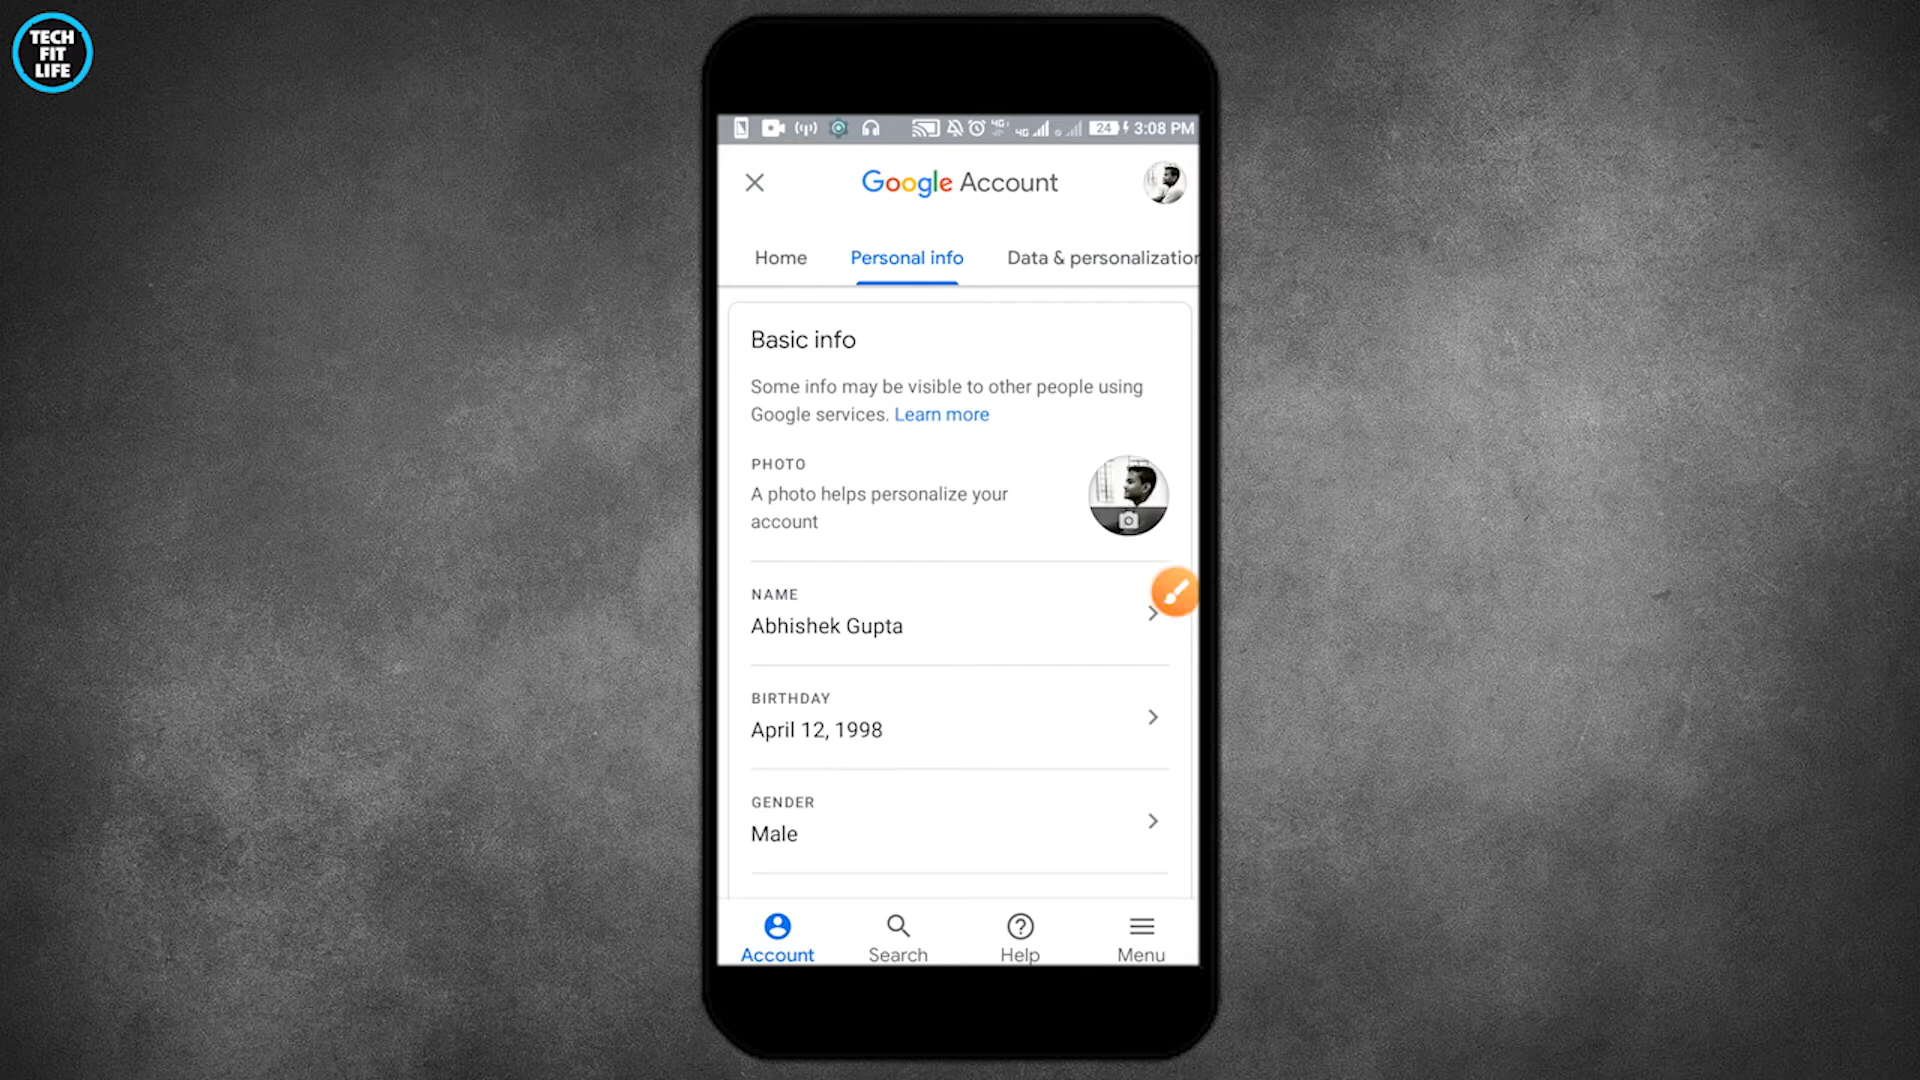 TECH
FIT
LIFE
24 3:08 PM
Google Account
Home Personal info Data & personalization
Basic info
Some info may be visible to other people using
Google services. Learn more
PHOTO
A photo helps personalize your
account
NAME
Abhishek Gupta
BIRTHDAY
April 12, 1998
GENDER
Male
Account Search Help Menu